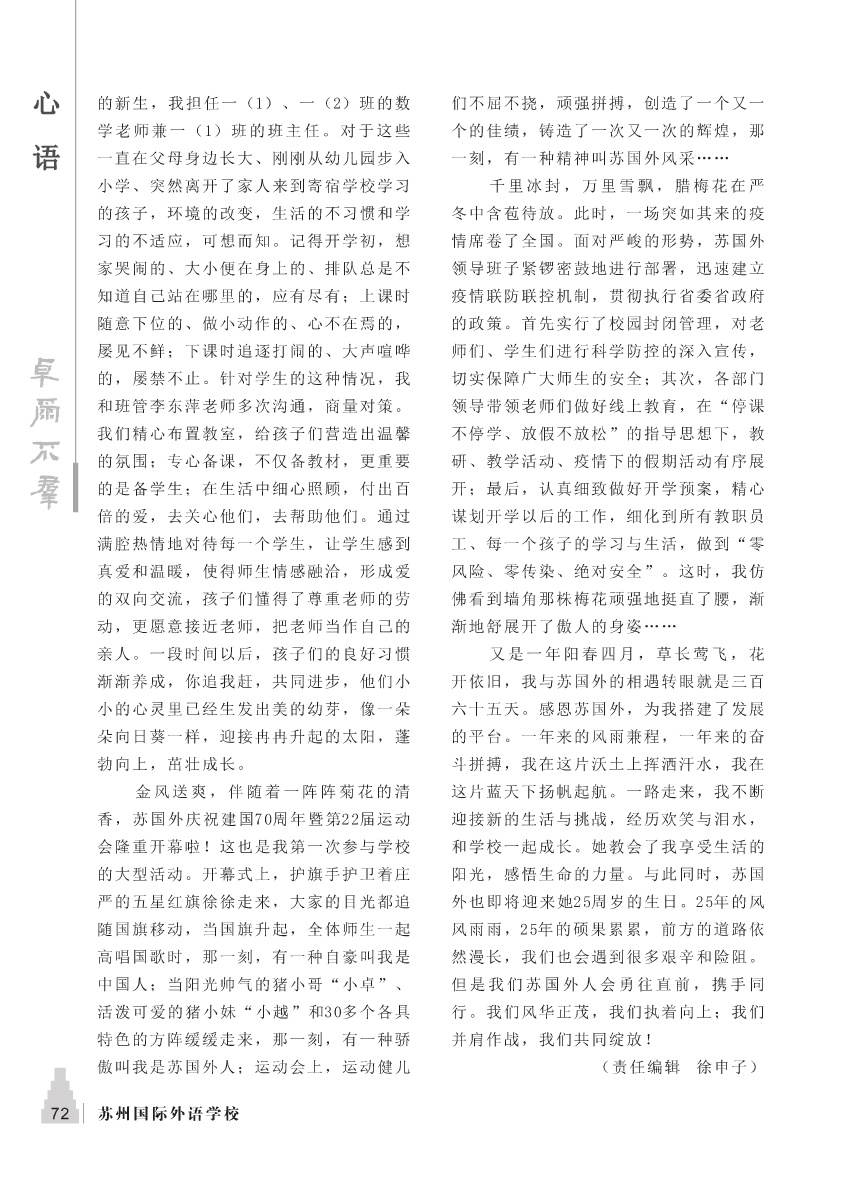 心
语
卓尔不群
的新生，我担任一（1）、一（2）班的数
学老师兼一（1）班的班主任。对于这些
一直在父母身边长大、刚刚从幼儿园步入
小学、突然离开了家人来到寄宿学校学习
的孩子，环境的改变，生活的不习惯和学
习的不适应，可想而知。记得开学初，想
家哭闹的、大小便在身上的、排队总是不
知道自己站在哪里的，应有尽有；上课时
随意下位的、做小动作的、心不在焉的，
屡见不鲜；下课时追逐打闹的、大声喧哗
的，屡禁不止。针对学生的这种情况，我
和班管李东萍老师多次沟通，商量对策。
我们精心布置教室，给孩子们营造出温馨
的氛围；专心备课，不仅备教材，更重要
的是备学生；在生活中细心照顾，付出百
倍的爱，去关心他们，去帮助他们。通过
满腔热情地对待每一个学生，让学生感到
真爱和温暖，使得师生情感融洽，形成爱
的双向交流，孩子们懂得了尊重老师的劳
动，更愿意接近老师，把老师当作自己的
亲人。一段时间以后，孩子们的良好习惯
渐渐养成，你追我赶，共同进步，他们小
小的心灵里已经生发出美的幼芽，像一朵
朵向日葵一样，迎接冉冉升起的太阳，蓬
勃向上，茁壮成长。
金风送爽，伴随着一阵阵菊花的清
香，苏国外庆祝建国70周年暨第22届运动
会隆重开幕啦！这也是我第一次参与学校
的大型活动。开幕式上，护旗手护卫着庄
严的五星红旗徐徐走来，大家的目光都追
随国旗移动，当国旗升起，全体师生一起
高唱国歌时，那一刻，有一种自豪叫我是
中国人；当阳光帅气的猪小哥“小卓”、
活泼可爱的猪小妹“小越”和30多个各具
特色的方阵缓缓走来，那一刻，有一种骄
傲叫我是苏国外人；运动会上，运动健儿
们不屈不挠，顽强拼搏，创造了一个又一
个的佳绩，铸造了一次又一次的辉煌，那
一刻，有一种精神叫苏国外风采……
千里冰封，万里雪飘，腊梅花在严
冬中含苞待放。此时，一场突如其来的疫
情席卷了全国。面对严峻的形势，苏国外
领导班子紧锣密鼓地进行部署，迅速建立
疫情联防联控机制，贯彻执行省委省政府
的政策。首先实行了校园封闭管理，对老
师们、学生们进行科学防控的深入宣传，
切实保障广大师生的安全；其次，各部门
领导带领老师们做好线上教育，在“停课
不停学、放假不放松”的指导思想下，教
研、教学活动、疫情下的假期活动有序展
开；最后，认真细致做好开学预案，精心
谋划开学以后的工作，细化到所有教职员
工、每一个孩子的学习与生活，做到“零
风险、零传染、绝对安全”。这时，我仿
佛看到墙角那株梅花顽强地挺直了腰，渐
渐地舒展开了傲人的身姿……
又是一年阳春四月，草长莺飞，花
开依旧，我与苏国外的相遇转眼就是三百
六十五天。感恩苏国外，为我搭建了发展
的平台。一年来的风雨兼程，一年来的奋
斗拼搏，我在这片沃土上挥洒汗水，我在
这片蓝天下扬帆起航。一路走来，我不断
迎接新的生活与挑战，经历欢笑与泪水，
和学校一起成长。她教会了我享受生活的
阳光，感悟生命的力量。与此同时，苏国
外也即将迎来她25周岁的生日。25年的风
风雨雨，25年的硕果累累，前方的道路依
然漫长，我们也会遇到很多艰辛和险阻。
但是我们苏国外人会勇往直前，携手同
行。我们风华正茂，我们执着向上；我们
并肩作战，我们共同绽放！
（责任编辑　徐申子）
72
苏州国际外语学校